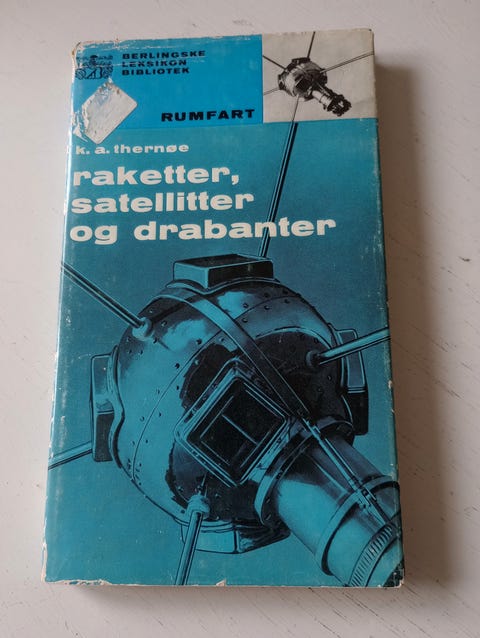 BERLINGSKE
LEKSIKON
BIBLIOTEK
RUMFART
k. a. thernøe
raketter,
satellitter
og drabanter